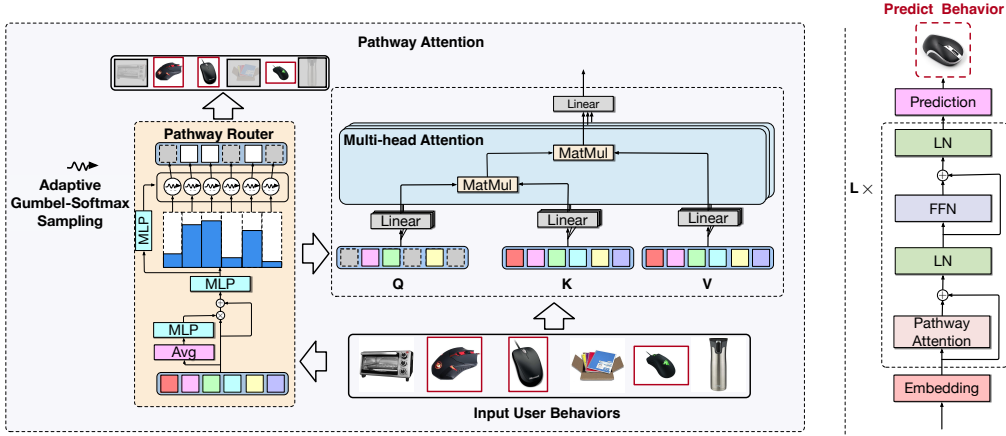 Predict Behavior
Pathway Attention
Prediction
Linear
Pathway Router
Multi-head Attention
LN
MatMul
Adaptive
Gumbel-Softmax
Sampling
MatMul
L ×
FFN
MLP
Linear
Linear
Linear
LN
MLP
Q
K
V
MLP
Pathway
Attention
Avg
Embedding
Input User Behaviors